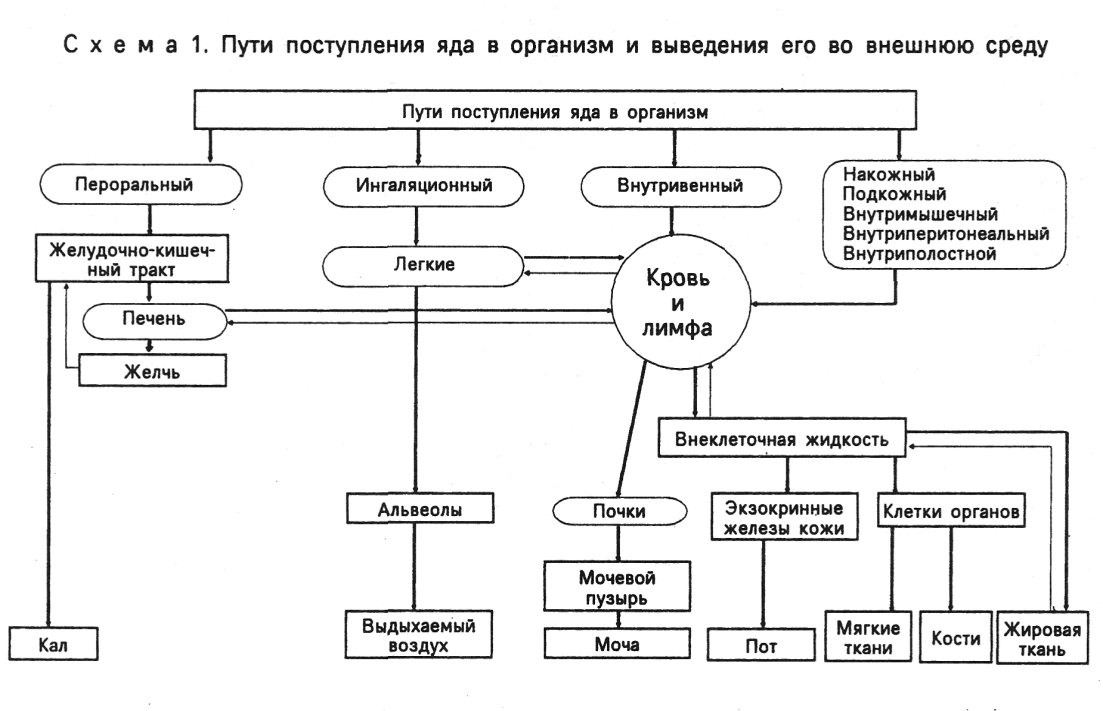 Схема 1. Пути поступления яда в организм и выведения его во внешнюю среду
Пути поступления яда в организм
Пероральный
Ингаляционный
Внутривенный
Накожный
Подкожный
Внутримышечный
Внутриперитонеальный
Внутриполостной
Желудочно-кишеч-
ный тракт
Легкие
Кровь
и
лимфа
Печень
Желчь
Внеклеточная жидкость
Альвеолы
Почки
Экзокринные
железы кожи
Клетки органов
Мочевой
пузырь
Кал
Выдыхаемый
воздух
Моча
Пот
Мягкие
ткани
Кости
Жировая
ткань